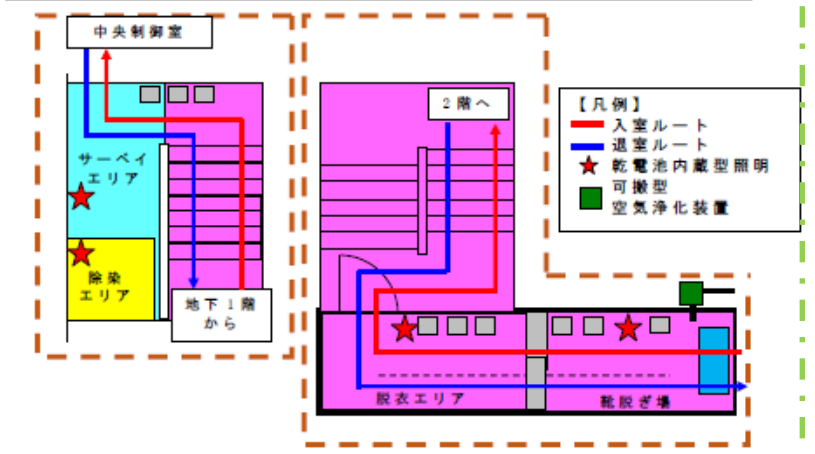 中央制御室
サーベイ
エリア
除染
エリア
地下1階
から
2階へ
脱衣エリア
靴脱ぎ場
【凡例】
入室ルート
退室ルート
乾電池内蔵型照明
可搬型
空気浄化装置